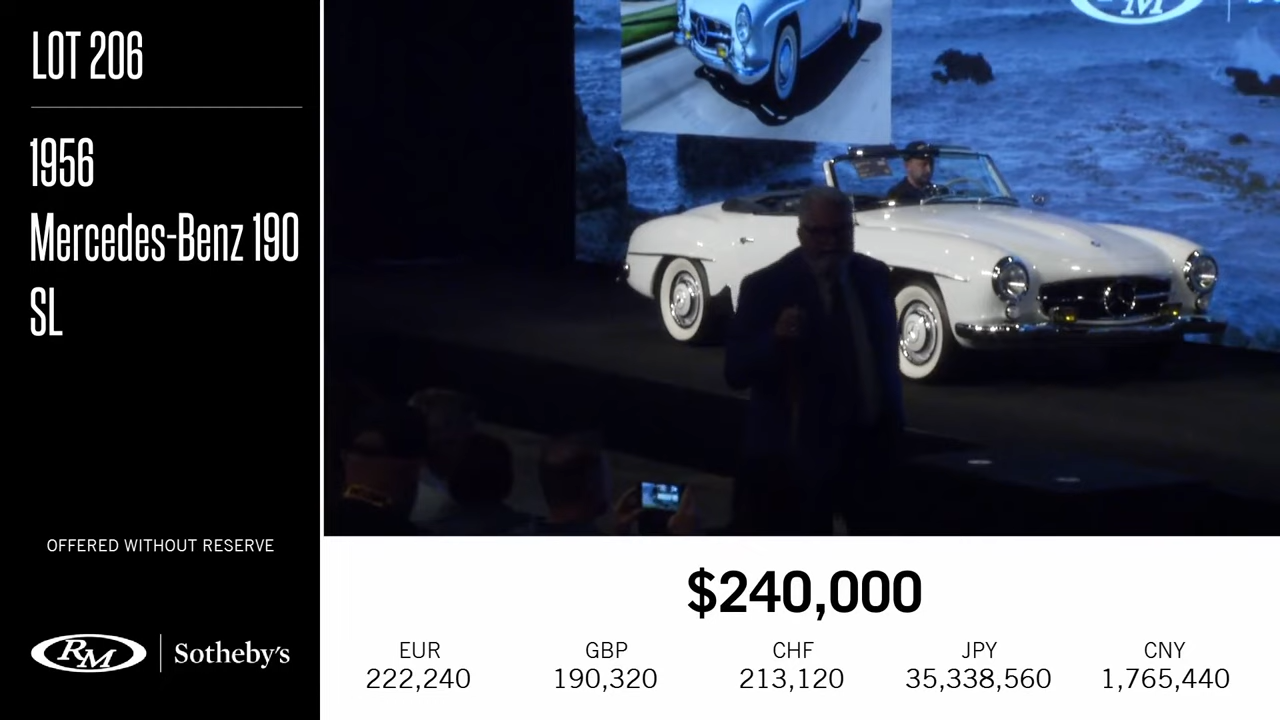 LOT 206
1956
Mercedes-Benz 190
SL
OFFERED WITHOUT RESERVE
RM
Sotheby's
RM
$240,000
EUR
222,240
GBP
190,320
CHF
213,120
JPY
35,338,560
CNY
1,765,440